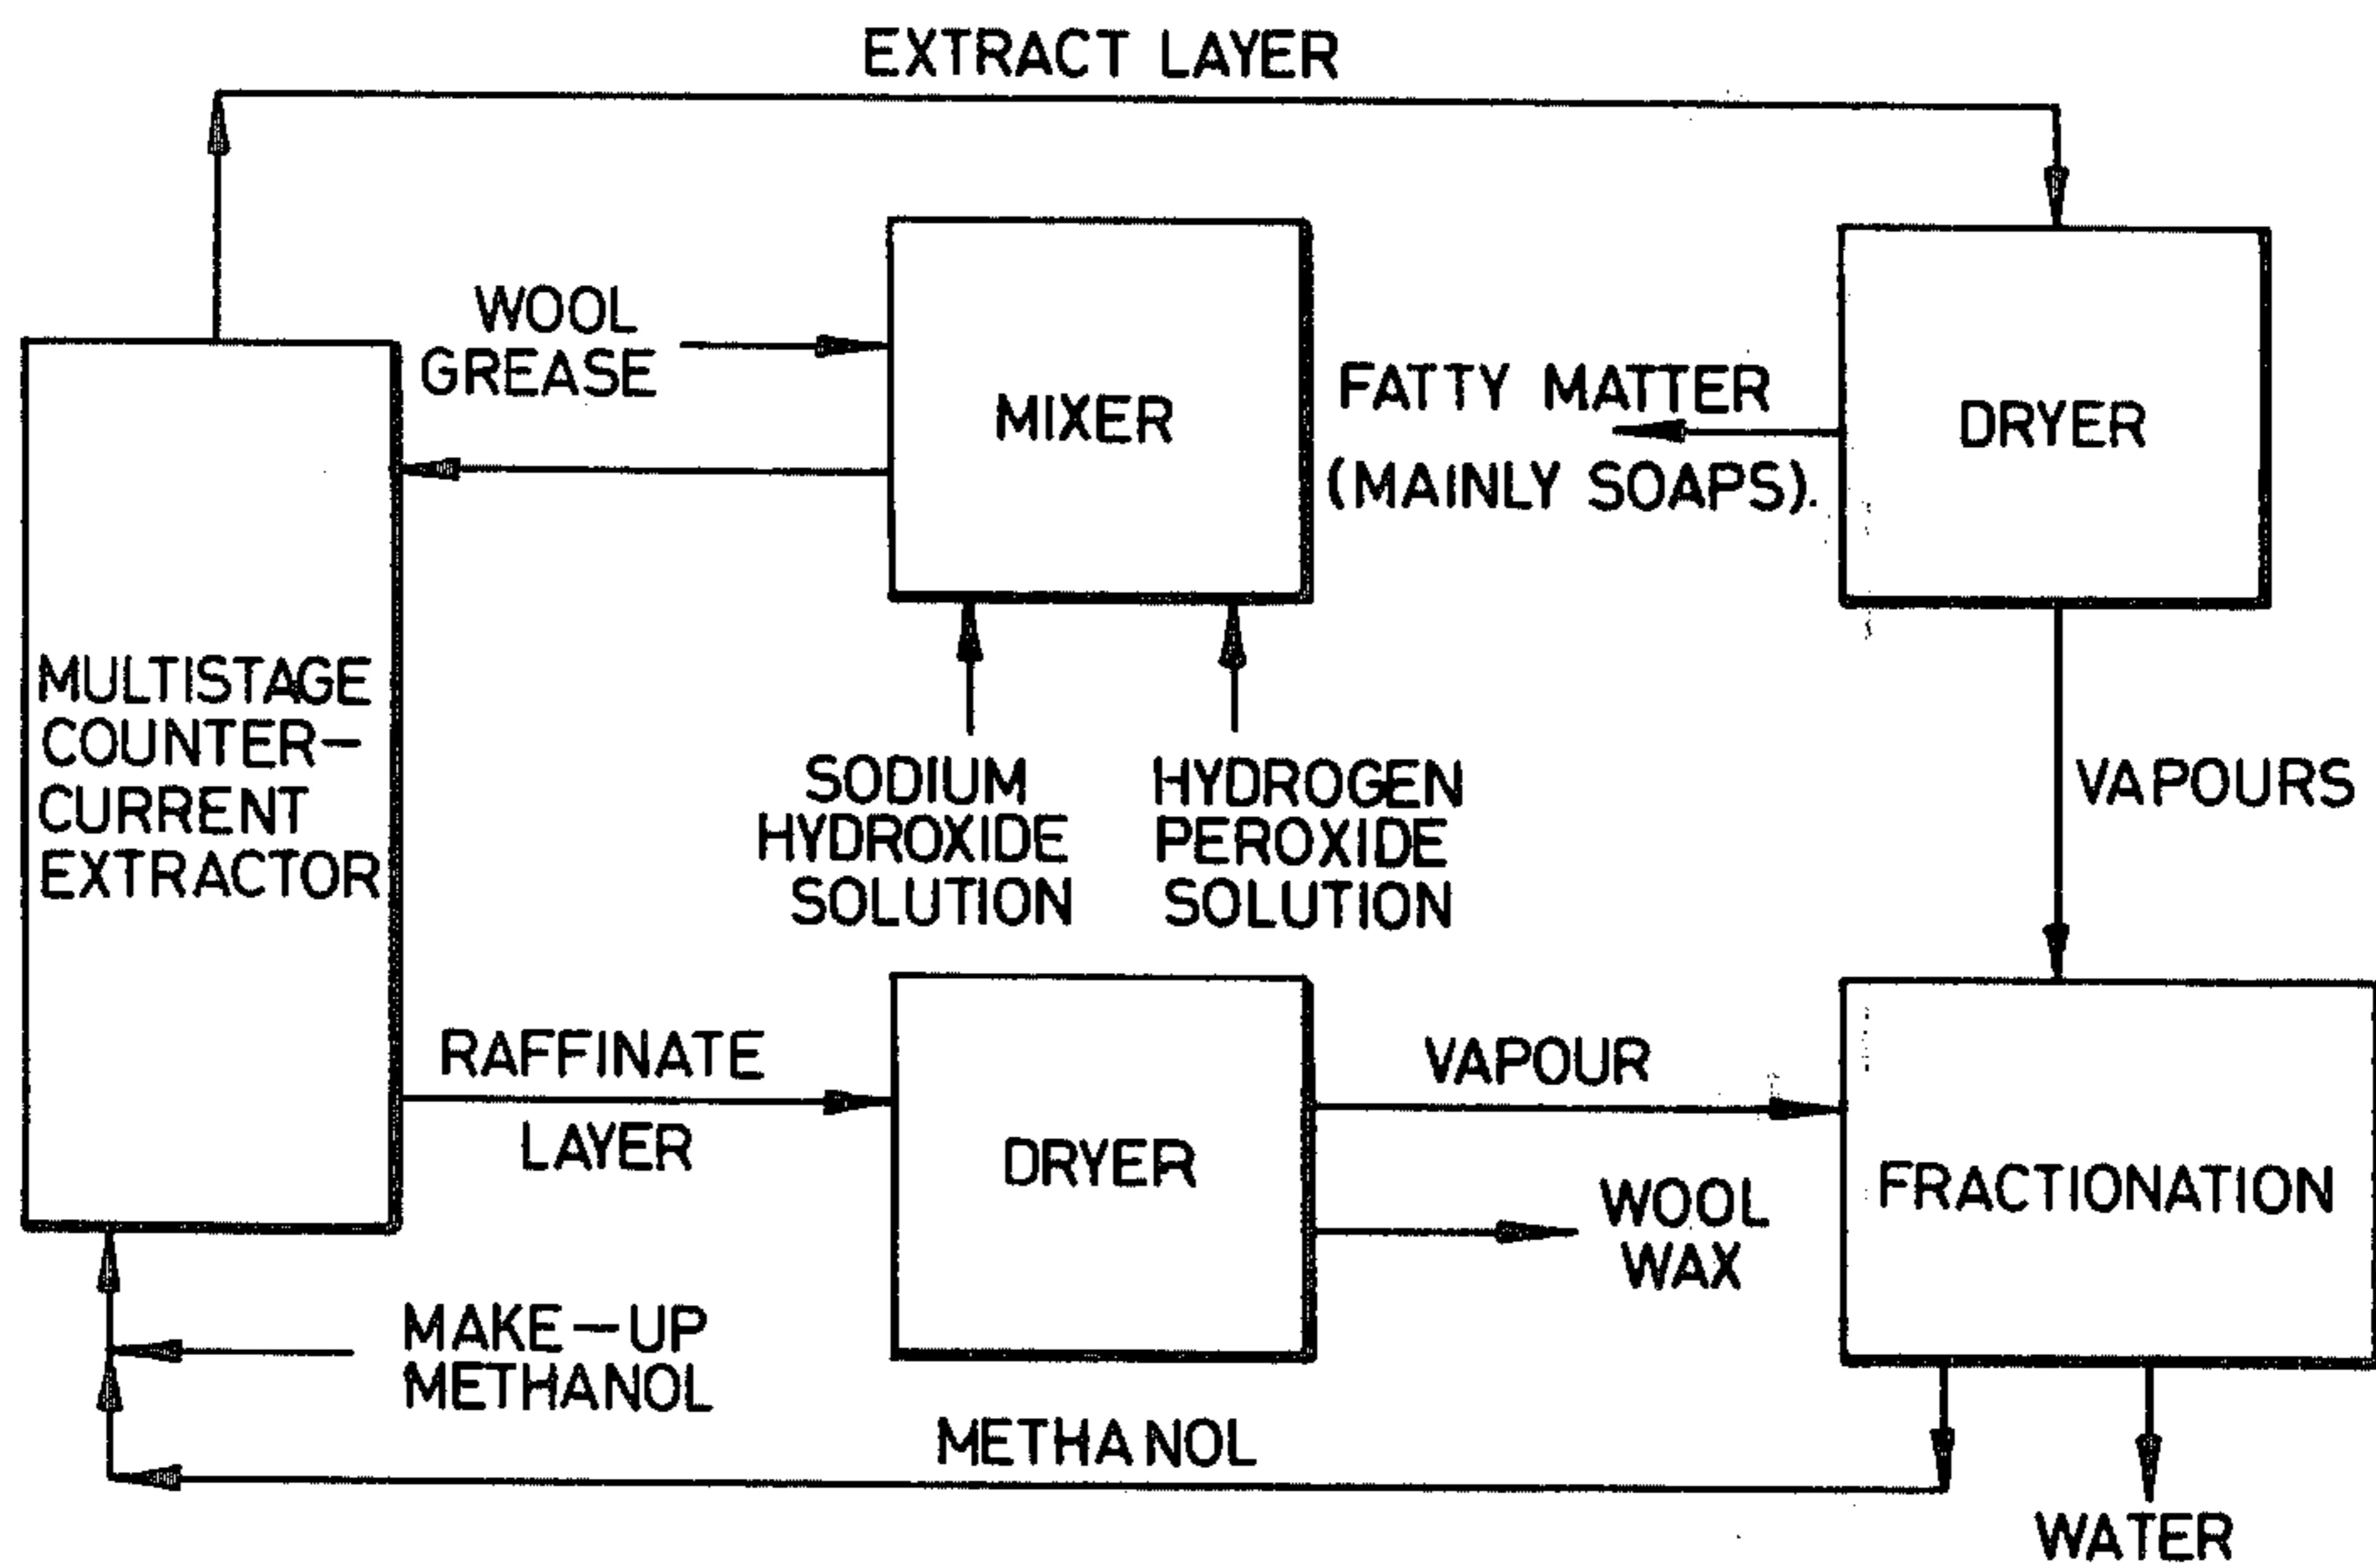 EXTRACT LAYER
WOOL
GREASE
MIXER
FATTY MATTER
(MAINLY SOAPS).
DRYER
MULTISTAGE
COUNTER-
CURRENT
EXTRACTOR
SODIUM
HYDROXIDE
SOLUTION
HYDROGEN
PEROXIDE
SOLUTION
VAPOURS
RAFFINATE
LAYER
DRYER
VAPOUR
WOOL
WAX
FRACTIONATION
MAKE-UP
METHANOL
METHANOL
WATER